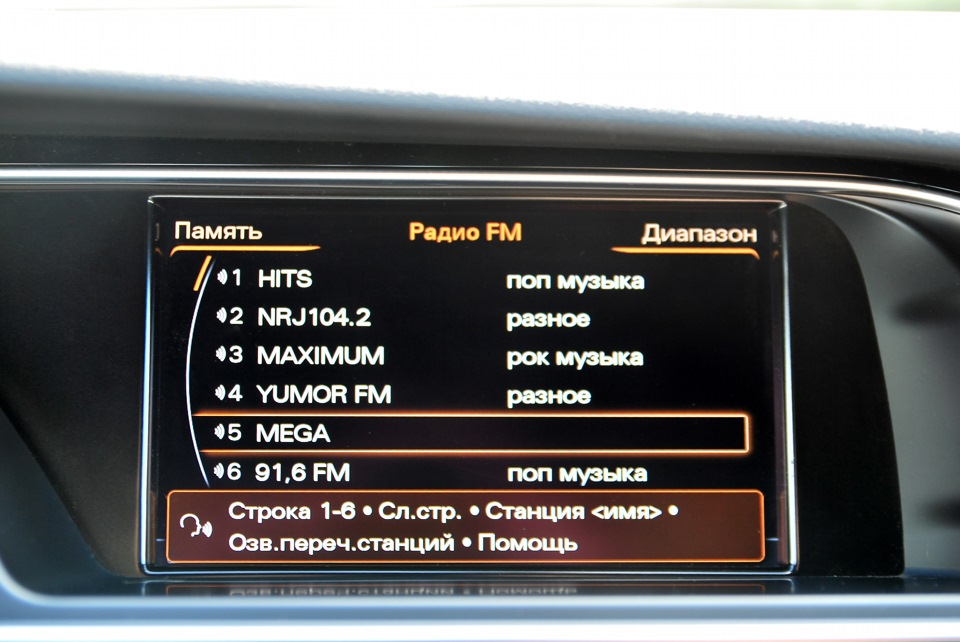 Память Радио FM Диапазон
1 HITS поп музыка
2 NRJ104.2 разное
3 MAXIMUM рок музыка
4 YUMOR FM разное
5 MEGA
6 91,6 FM поп музыка
Строка 1-6 • Сл.стр. • Станция <имя> •
Озв.переч.станций • Помощь